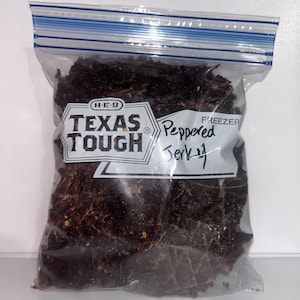 H-E-B
TEXAS
TOUGH®
FREEZER
Peppered
Jerky